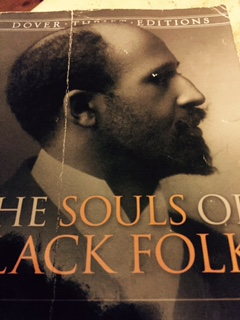 DOVER · THRIFT · EDITIONS
HE SOULS O
LACK FOLK